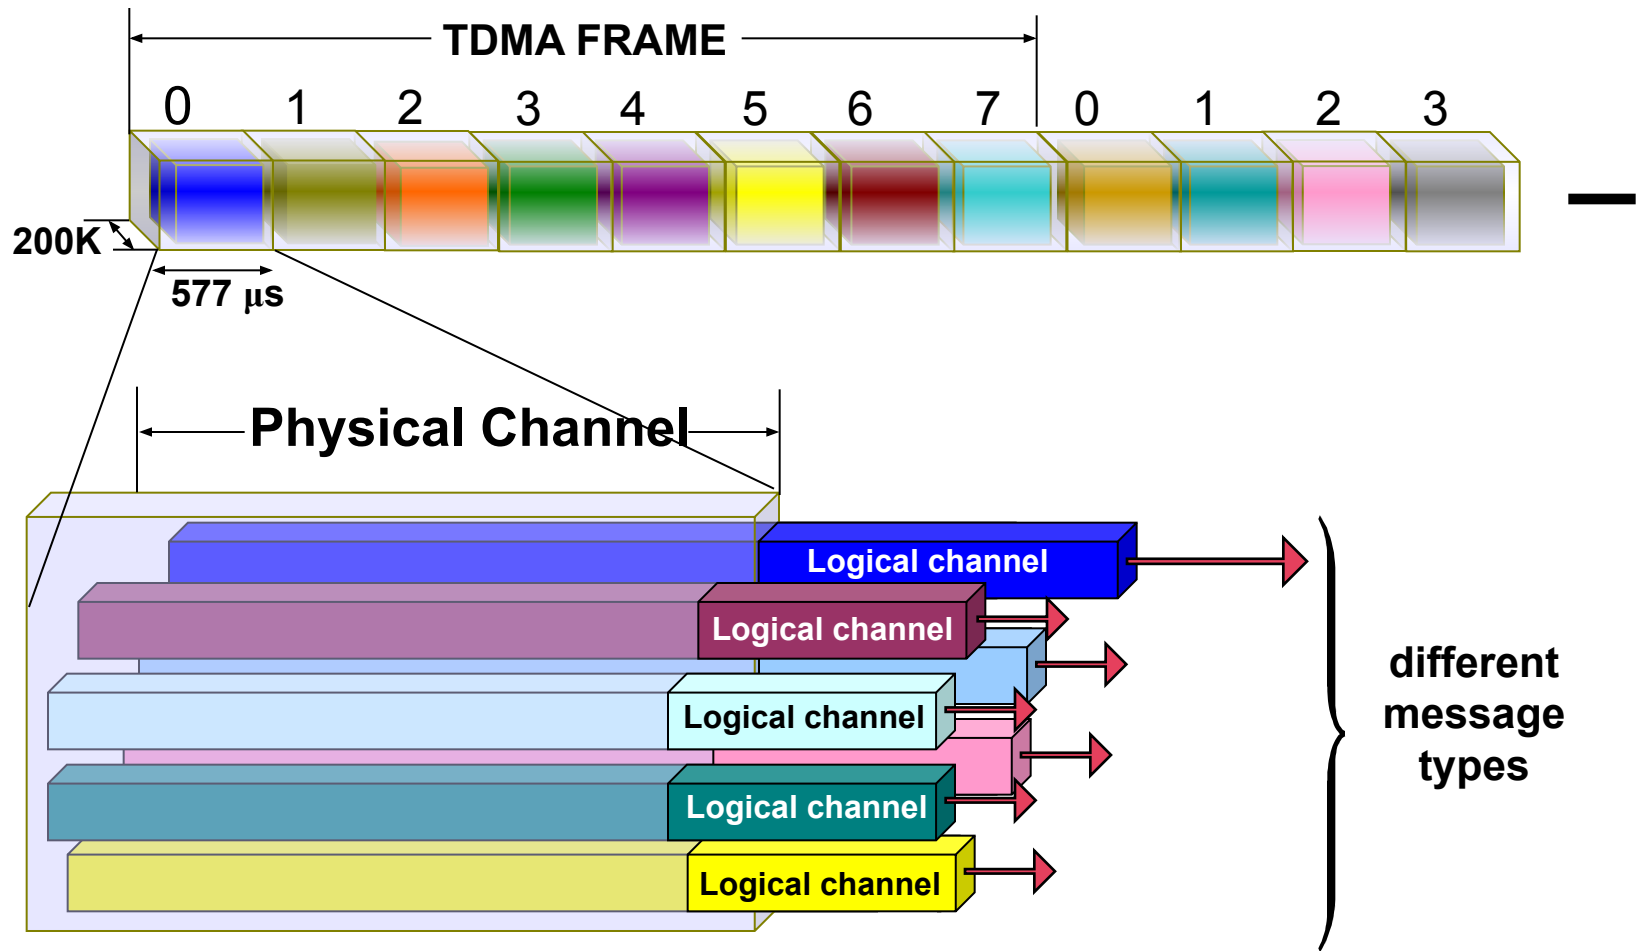 TDMA FRAME
0 1 2 3 4 5 6 7 0 1 2 3
200K
577 μs
Physical Channel
Logical channel
Logical channel
Logical channel
Logical channel
Logical channel
different
message
types